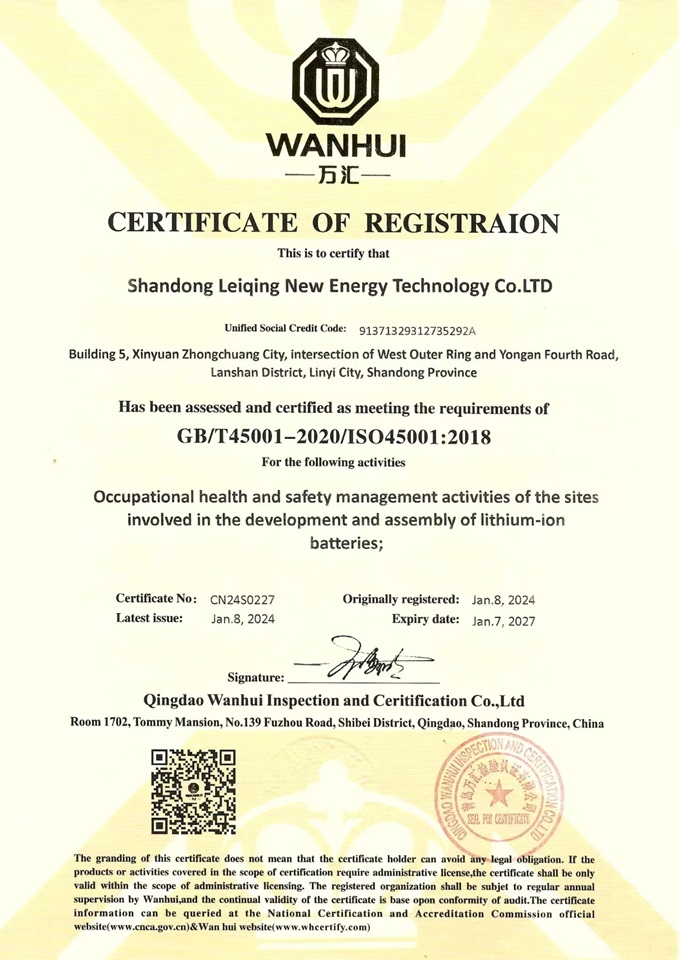 WANHUI
万汇
CERTIFICATE OF REGISTRAION
This is to certify that
Shandong Leiqing New Energy Technology Co.LTD
Unified Social Credit Code: 91371329312735292A
Building 5, Xinyuan Zhongchuang City, intersection of West Outer Ring and Yongan Fourth Road,
Lanshan District, Linyi City, Shandong Province
Has been assessed and certified as meeting the requirements of
GB/T45001-2020/ISO45001:2018
For the following activities
Occupational health and safety management activities of the sites
involved in the development and assembly of lithium-ion
batteries;
Certificate No: CN24S0227 Originally registered: Jan.8, 2024
Latest issue: Jan.8, 2024 Expiry date: Jan.7, 2027
Signature:
Qingdao Wanhui Inspection and Ceritification Co.,Ltd
Room 1702, Tommy Mansion, No.139 Fuzhou Road, Shibei District, Qingdao, Shandong Province, China
QINGDAO WANHUI INSPECTION AND CERTIFICATION CO.,LTD
青岛万汇检验认证有限公司
SEAL FOR CERTIFICATE
The granting of this certificate does not mean that the certificate holder can avoid any legal obligation. If the
products or activities covered in the scope of certification require administrative license,the certificate shall be only
valid within the scope of administrative licensing. The registered organization shall be subjet to regular annual
supervision by Wanhui,and the continual validity of the certificate is base upon conformity of audit.The certificate
information can be queried at the National Certification and Accreditation Commission official
website(www.cnca.gov.cn)&Wan hui website(www.whcertify.com)